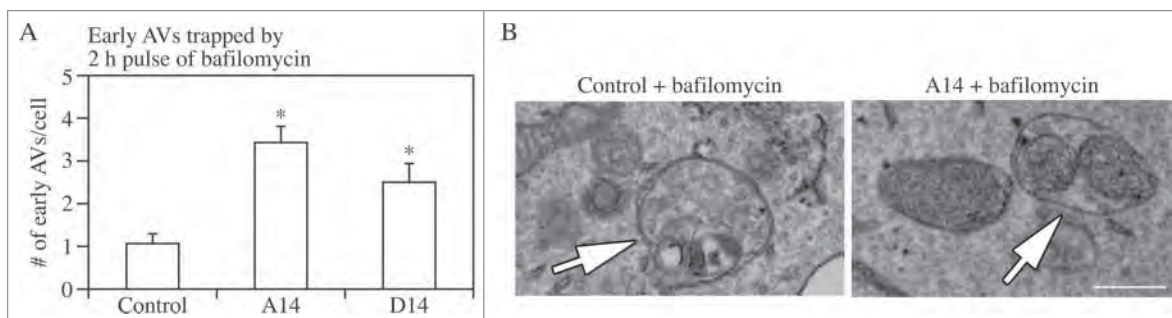 A
Early AVs trapped by
2 h pulse of bafilomycin
# of early AVs/cell
5
4
3
2
1
0
*
*
Control A14 D14
B
Control + bafilomycin A14 + bafilomycin